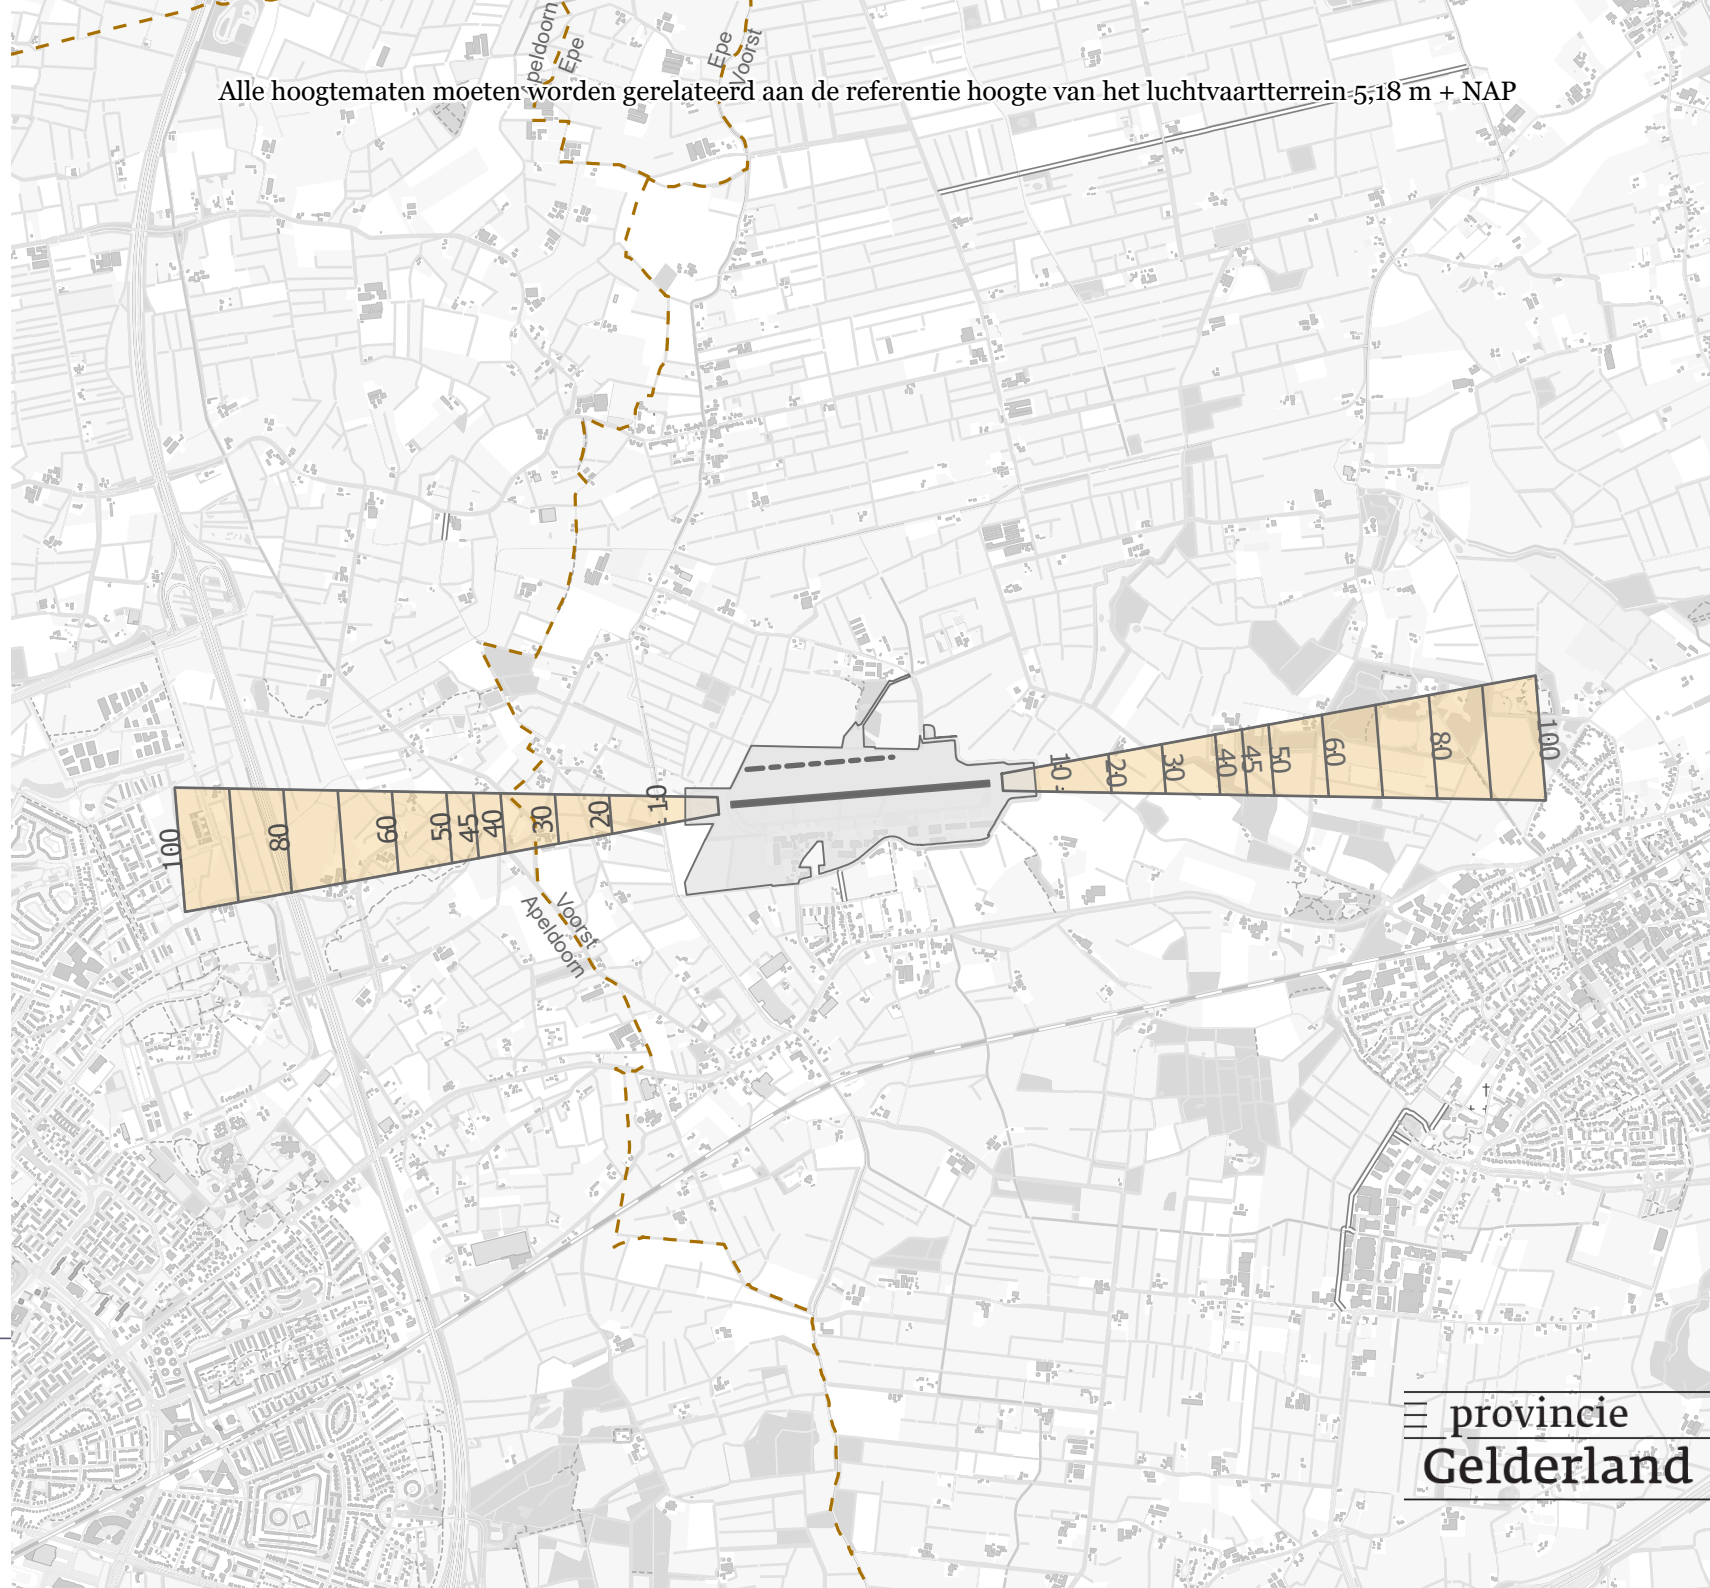 peldoorn
Epe
Epe
Voorst
Alle hoogtematen moeten worden gerelateerd aan de referentie hoogte van het luchtvaartterrein 5,18 m + NAP
100
80
60
50
45
40
30
20
10
10
20
30
40
45
50
60
80
100
Voorst
Apeldoorn
provincie
Gelderland